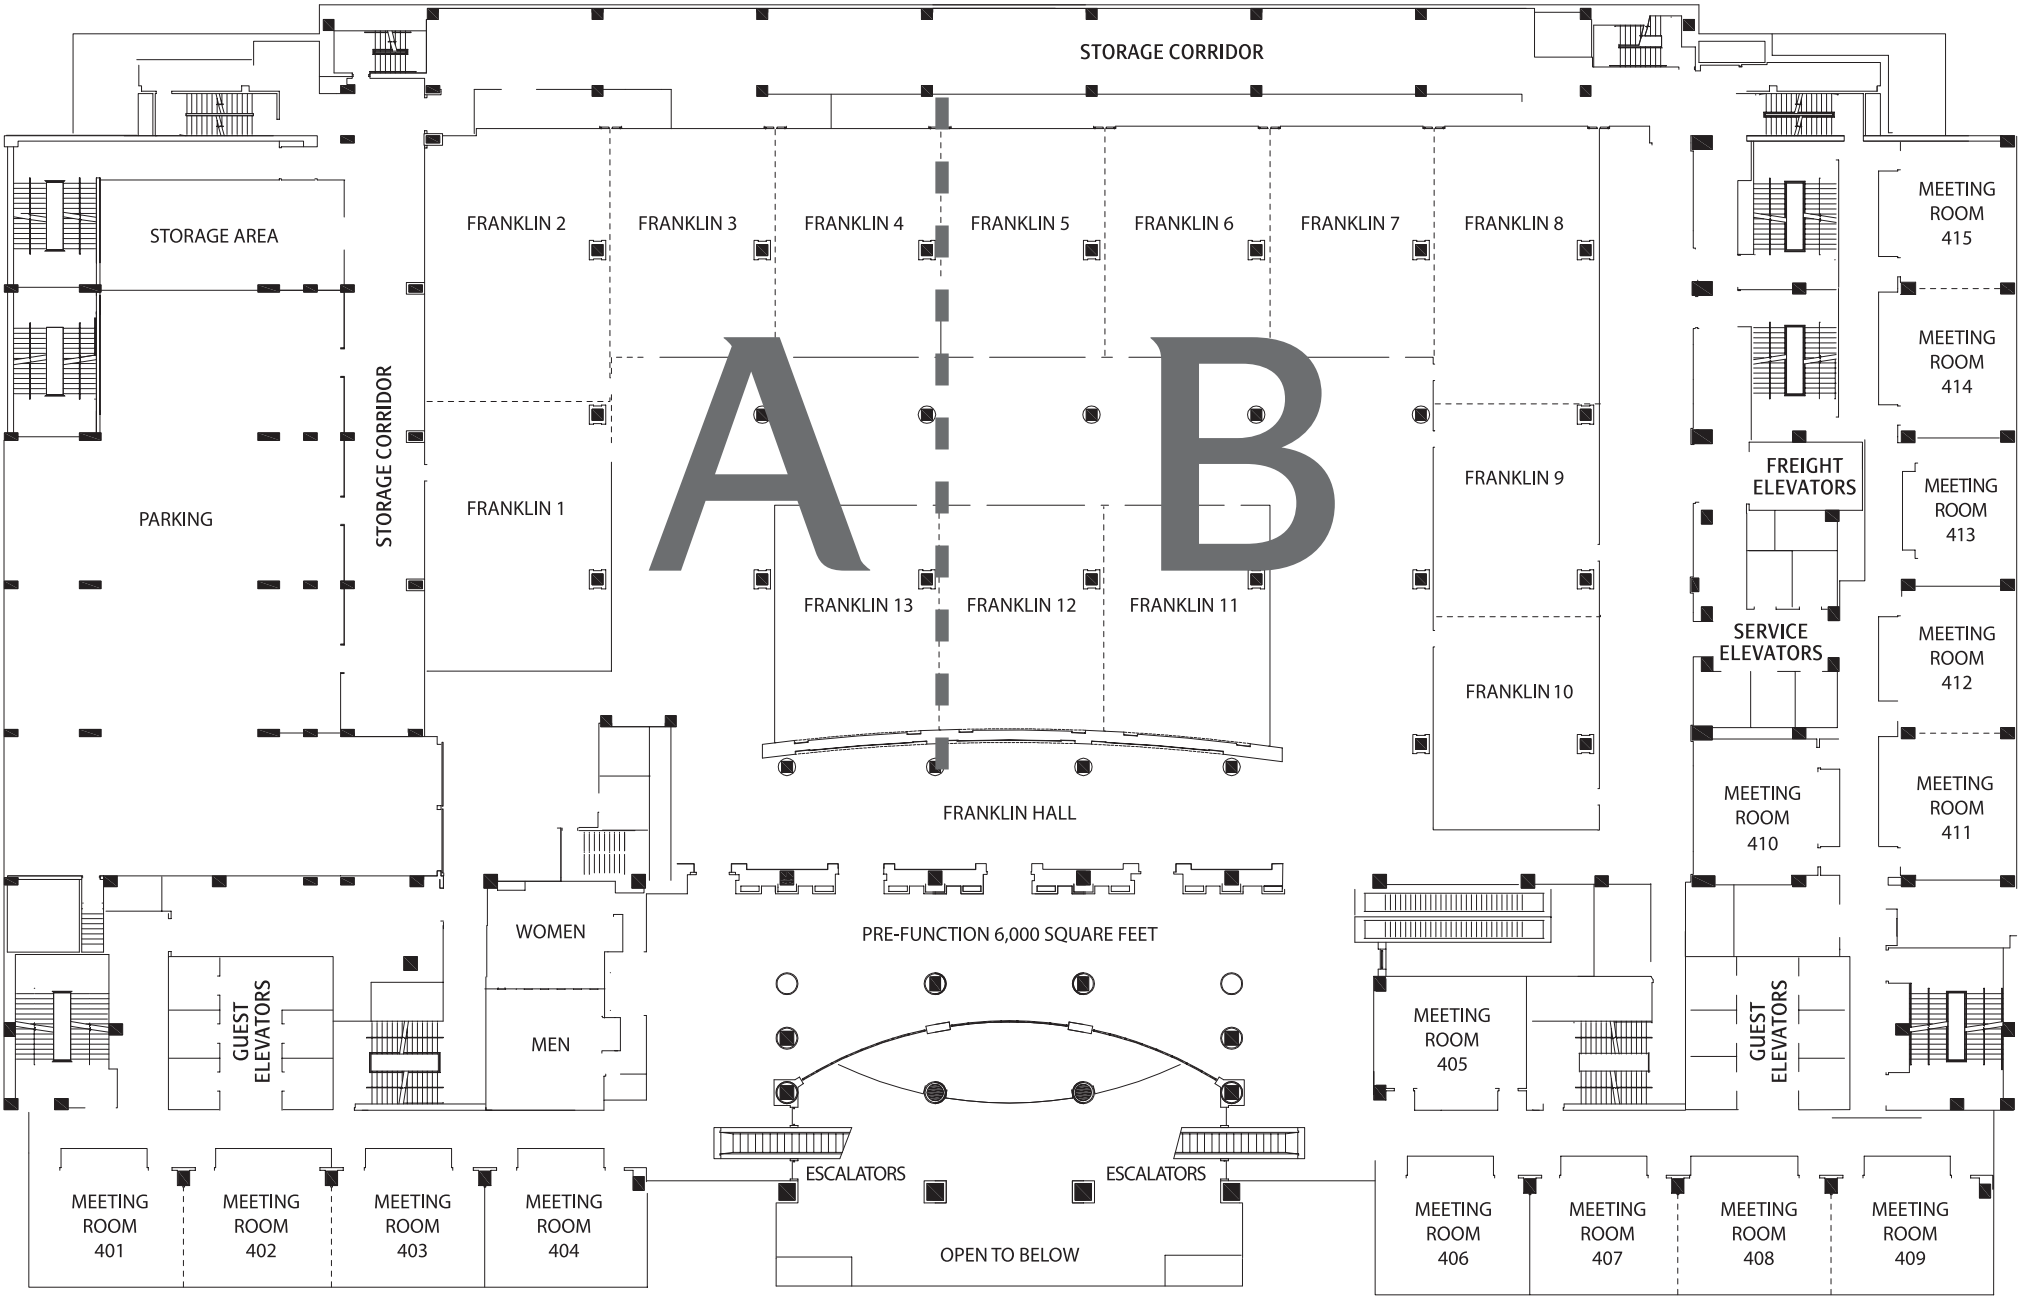 STORAGE CORRIDOR
MEETING
ROOM
415
FRANKLIN 2
FRANKLIN 3
FRANKLIN 4
FRANKLIN 5
FRANKLIN 6
FRANKLIN 7
FRANKLIN 8
STORAGE AREA
MEETING
ROOM
414
A
B
STORAGE CORRIDOR
FREIGHT
ELEVATORS
FRANKLIN 9
MEETING
ROOM
413
FRANKLIN 1
PARKING
FRANKLIN 13
FRANKLIN 12
FRANKLIN 11
SERVICE
ELEVATORS
MEETING
ROOM
412
FRANKLIN 10
MEETING
ROOM
411
MEETING
ROOM
410
FRANKLIN HALL
WOMEN
PRE-FUNCTION 6,000 SQUARE FEET
GUEST
ELEVATORS
MEN
MEETING
ROOM
405
GUEST
ELEVATORS
ESCALATORS
ESCALATORS
MEETING
ROOM
401
MEETING
ROOM
402
MEETING
ROOM
403
MEETING
ROOM
404
OPEN TO BELOW
MEETING
ROOM
406
MEETING
ROOM
407
MEETING
ROOM
408
MEETING
ROOM
409